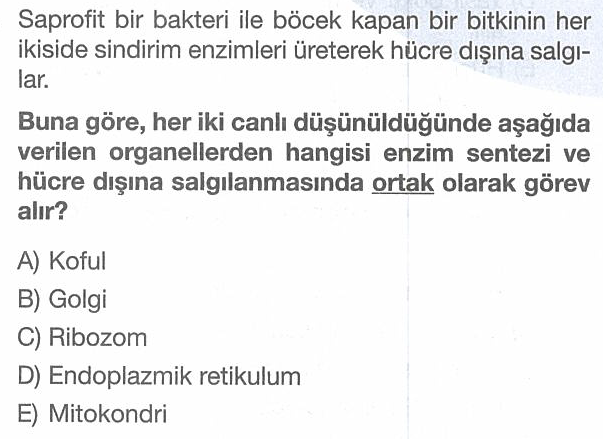 Saprofit bir bakteri ile böcek kapan bir bitkinin her
ikiside sindirim enzimleri üreterek hücre dışına salgı-
lar.
Buna göre, her iki canlı düşünüldüğünde aşağıda
verilen organellerden hangisi enzim sentezi ve
hücre dışına salgılanmasında ortak olarak görev
alır?
A) Koful
B) Golgi
C) Ribozom
D) Endoplazmik retikulum
E) Mitokondri